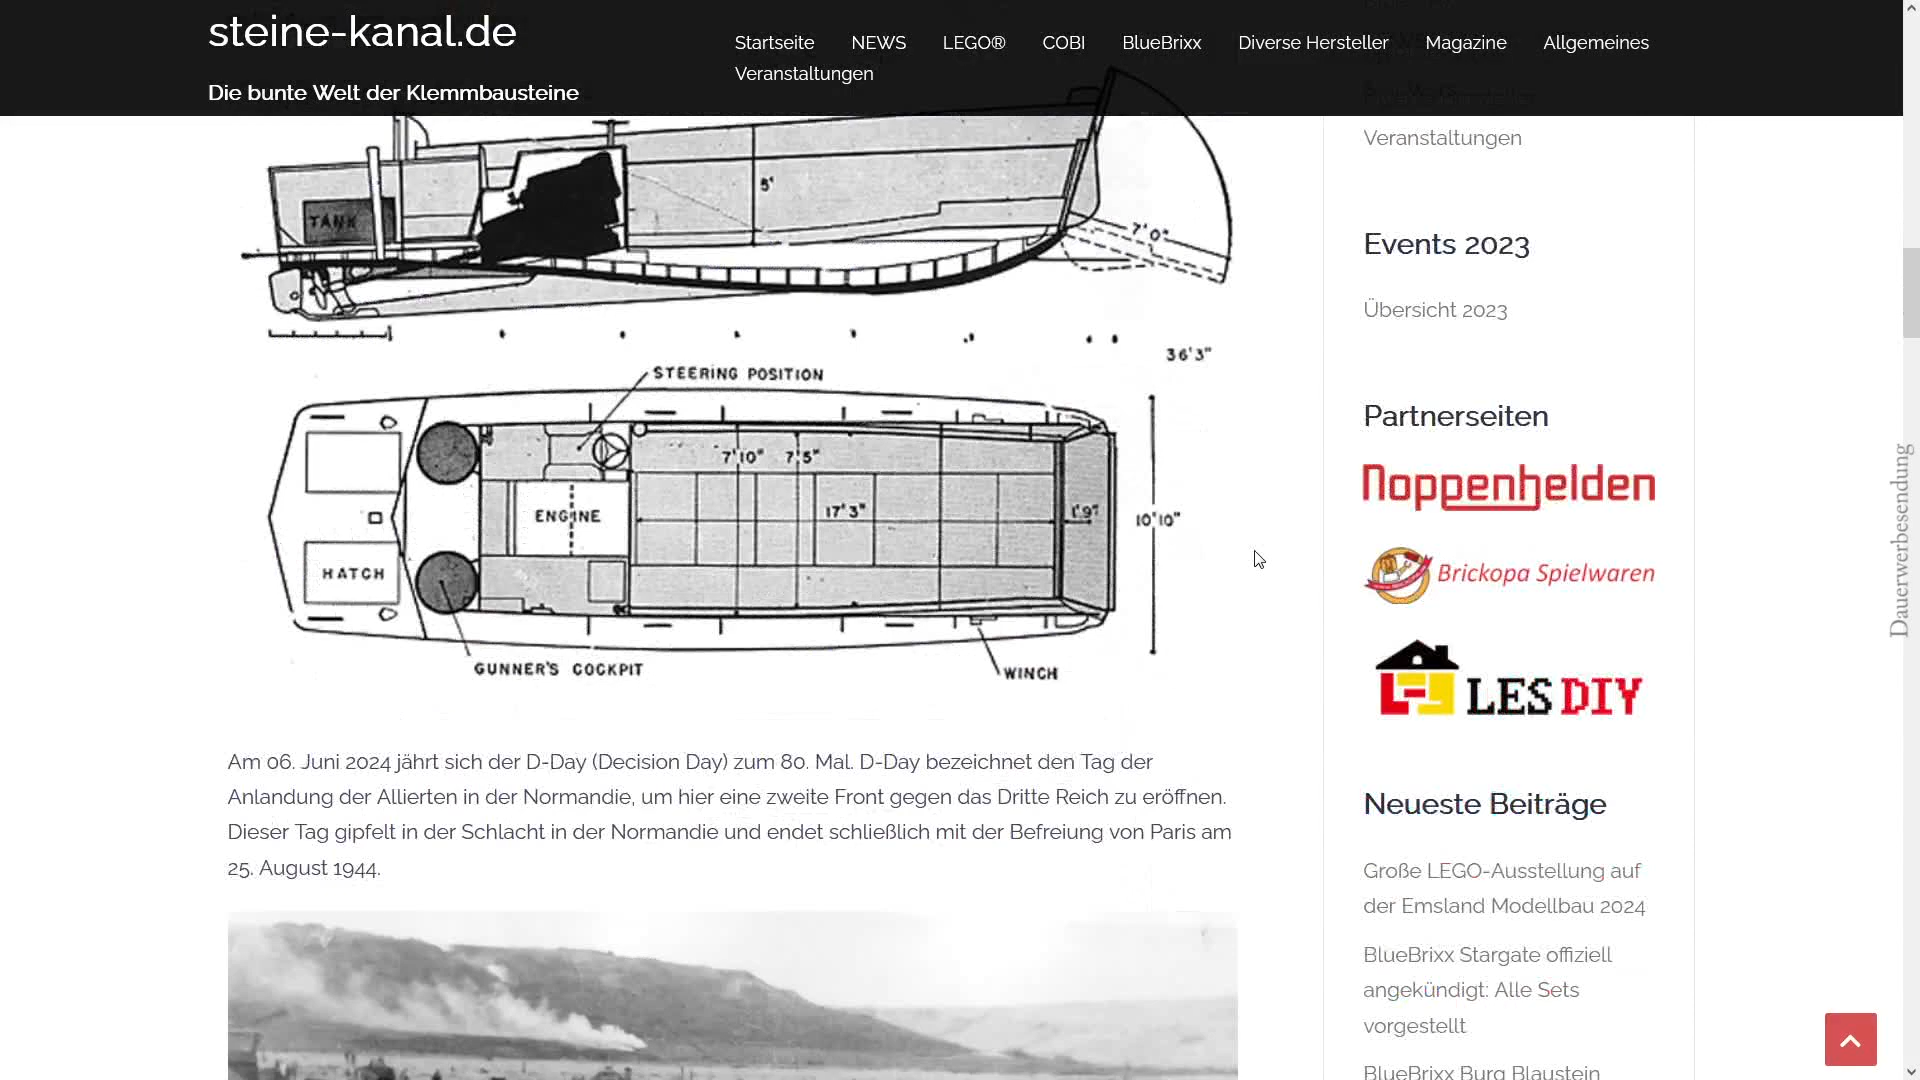 steine-kanal.de
Die bunte Welt der Klemmbausteine
Startseite NEWS LEGO® COBI BlueBrixx Diverse Hersteller Magazine Allgemeines
Veranstaltungen
TANK
5'
7'0"
36'3"
STEERING POSITION
7'10" 7'5"
ENGINE
17'3"
1'9"
10'10"
HATCH
GUNNER'S COCKPIT
WINCH
Am 06. Juni 2024 jährt sich der D-Day (Decision Day) zum 80. Mal. D-Day bezeichnet den Tag der
Anlandung der Allierten in der Normandie, um hier eine zweite Front gegen das Dritte Reich zu eröffnen.
Dieser Tag gipfelt in der Schlacht in der Normandie und endet schließlich mit der Befreiung von Paris am
25. August 1944.
Veranstaltungen
Events 2023
Übersicht 2023
Partnerseiten
Noppenhelden
Brickopa Spielwaren
LES DIY
Neueste Beiträge
Große LEGO-Ausstellung auf
der Emsland Modellbau 2024
BlueBrixx Stargate offiziell
angekündigt: Alle Sets
vorgestellt
BlueBrixx Burg Blaustein
Dauerwerbesendung